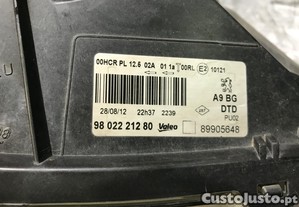 00HCR PL 12.5 02A 01 1a 00RL E2 10121
A9 BG
DTD
PU02
28/08/12 22h37 2239
98 022 212 80 Valeo 89905648
CustoJusto.pt